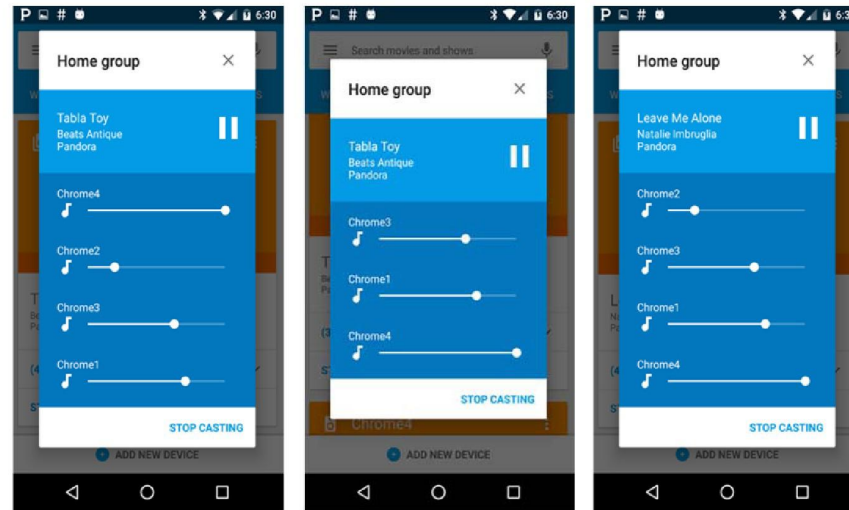 P # 6:30
Home group
Tabla Toy
Beats Antique
Pandora
Chrome4
Chrome2
Chrome3
Chrome1
STOP CASTING
ADD NEW DEVICE
P # 6:30
Search movies and shows
Home group
Tabla Toy
Beats Antique
Pandora
Chrome3
Chrome1
Chrome4
STOP CASTING
Chrome4
ADD NEW DEVICE
P # 6:3
Home group
Leave Me Alone
Natalie Imbruglia
Pandora
Chrome2
Chrome3
Chrome1
Chrome4
STOP CASTING
ADD NEW DEVICE